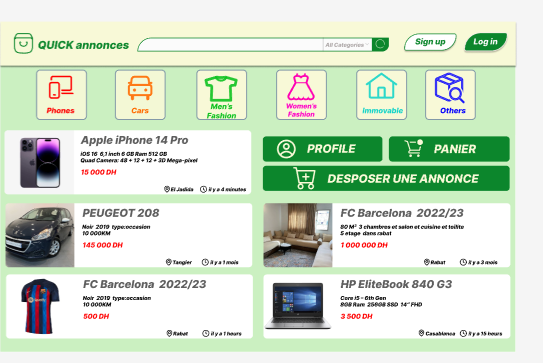 QUICK annonces
All Categories
Sign up
Log in
Phones
Cars
Men's
Fashion
Women's
Fashion
Immovable
Others
Apple iPhone 14 Pro
iOS 16 6,1 inch 6 GB Ram 512 GB
Quad Camera: 48 + 12 + 12 + 3D Mega-pixel
15 000 DH
El Jadida
il y a 4 minutes
PROFILE
PANIER
DESPOSER UNE ANNONCE
PEUGEOT 208
Noir 2019 type:occasion
10 000KM
145 000 DH
Tangier
il y a 1 mois
FC Barcelona 2022/23
80 M² 3 chambres et salon et cuisine et toilite
5 etage dans rabat
1 000 000 DH
Rabat
il y a 3 mois
FC Barcelona 2022/23
Noir 2019 type:occasion
10 000KM
500 DH
Rabat
il y a 1 heurs
HP EliteBook 840 G3
Core i5 - 6th Gen
8GB Ram 256GB SSD 14" FHD
3 500 DH
Casablanca
il y a 15 heurs